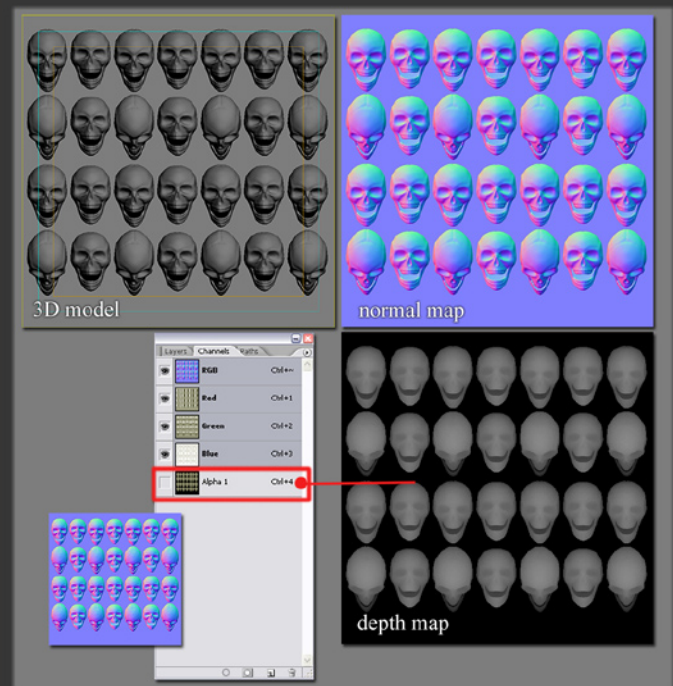 3D model
normal map
Layers Channels Paths
RGB Ctrl+~
Red Ctrl+1
Green Ctrl+2
Blue Ctrl+3
Alpha 1 Ctrl+4
depth map